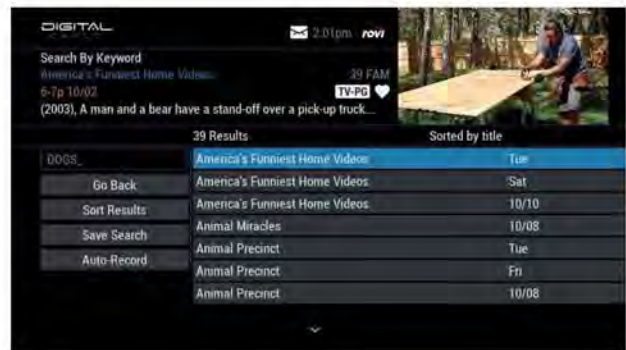 DIGITAL
2:01pm rovi
Search By Keyword
America's Funniest Home Videos
39 FAM
6-7p 10/02
TV-PG
(2003), A man and a bear have a stand-off over a pick-up truck...
39 Results
Sorted by title
DOGS_
Go Back
Sort Results
Save Search
Auto-Record
America's Funniest Home Videos Tue
America's Funniest Home Videos Sat
America's Funniest Home Videos 10/10
Animal Miracles 10/08
Animal Precinct Tue
Animal Precinct Fri
Animal Precinct 10/08